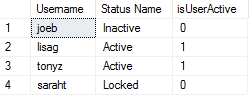 Username Status Name isUserActive
1 joeb Inactive 0
2 lisag Active 1
3 tonyz Active 1
4 saraht Locked 0